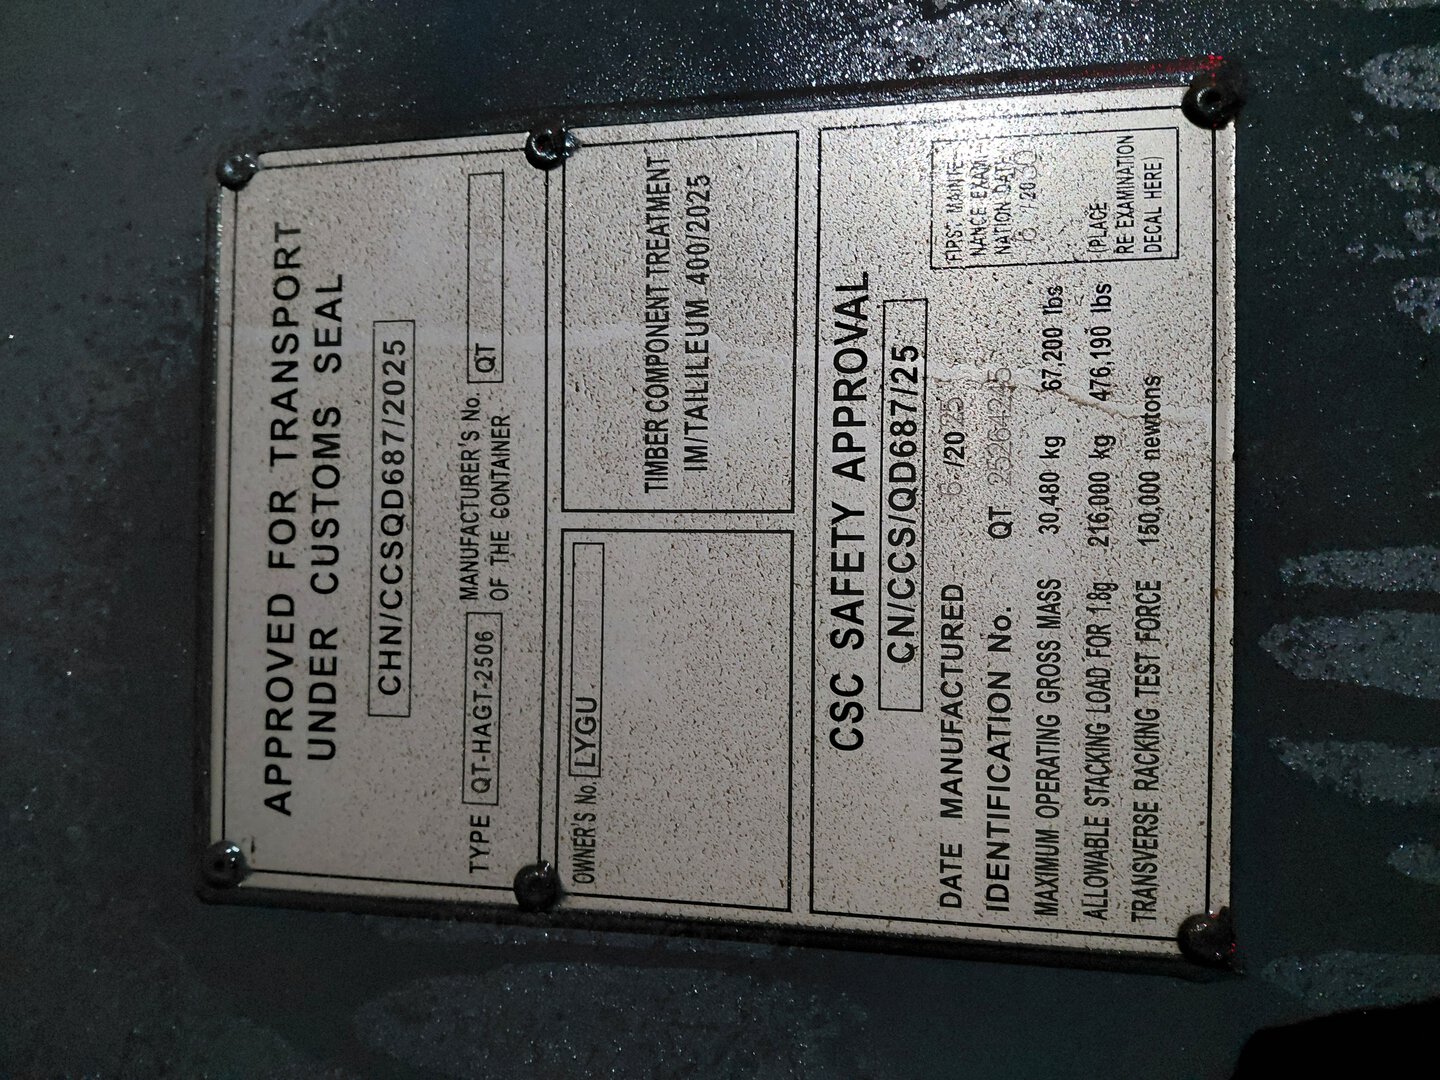 APPROVED FOR TRANSPORT
UNDER CUSTOMS SEAL
CHN/CCSQD687/2025
TYPE QT-HAGT-2506 MANUFACTURER'S No. QT
OF THE CONTAINER
OWNER'S No. LYGU
TIMBER COMPONENT TREATMENT
IM/TAILILEUM 400/2025
CSC SAFETY APPROVAL
CN/CCS/QD687/25
DATE MANUFACTURED 6 /2025
IDENTIFICATION No. QT
MAXIMUM OPERATING GROSS MASS 30,480 kg 67,200 lbs
ALLOWABLE STACKING LOAD FOR 1.8g 216,000 kg 476,190 lbs
TRANSVERSE RACKING TEST FORCE 150,000 newtons
FIRST MAINTE-
NANCE EXAMI-
NATION DATE
6 /2030
(PLACE
RE-EXAMINATION
DECAL HERE)